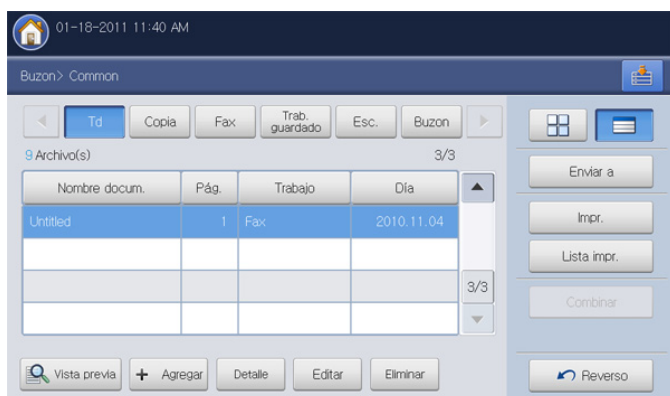 01-18-2011 11:40 AM
Buzon> Common
Td
Copia
Fax
Trab.
guardado
Esc.
Buzon
9 Archivo(s)
3/3
Nombre docum.
Pág.
Trabajo
Día
Untitled
1
Fax
2010.11.04
3/3
Enviar a
Impr.
Lista impr.
Combinar
Vista previa
+ Agregar
Detalle
Editar
Eliminar
Reverso